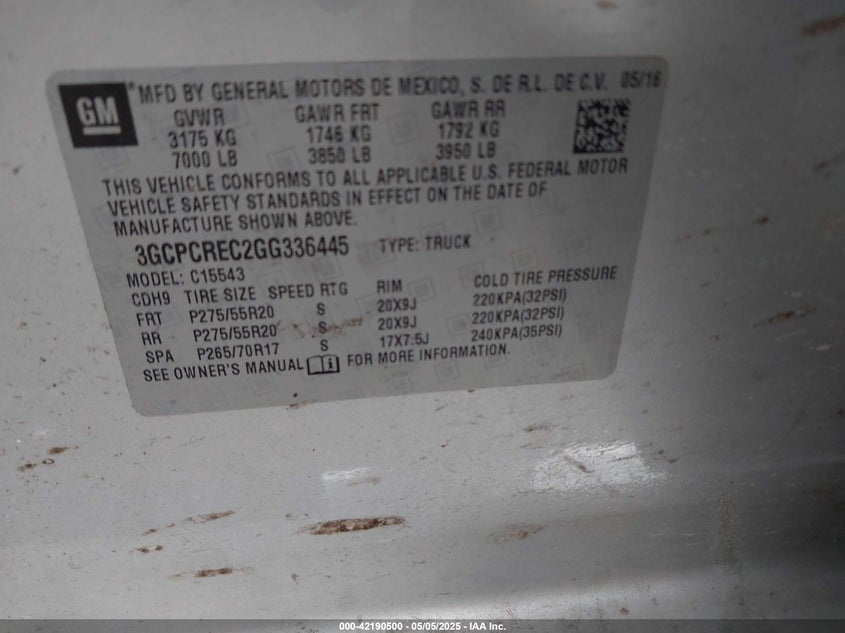 GM
*MFD BY GENERAL MOTORS DE MEXICO, S. DE R.L. DE C.V. 05/16
GVWR GAWR FRT GAWR RR
3175 KG 1746 KG 1792 KG
7000 LB 3850 LB 3950 LB
THIS VEHICLE CONFORMS TO ALL APPLICABLE U.S. FEDERAL MOTOR
VEHICLE SAFETY STANDARDS IN EFFECT ON THE DATE OF
MANUFACTURE SHOWN ABOVE.
3GCPCREC2GG336445 TYPE: TRUCK
MODEL: C15543
CDH9 TIRE SIZE SPEED RTG RIM COLD TIRE PRESSURE
FRT P275/55R20 S 20X9J 220KPA(32PSI)
RR P275/55R20 S 20X9J 220KPA(32PSI)
SPA P265/70R17 S 17X7.5J 240KPA(35PSI)
SEE OWNER'S MANUAL FOR MORE INFORMATION.
000-42190500 - 05/05/2025 - IAA Inc.